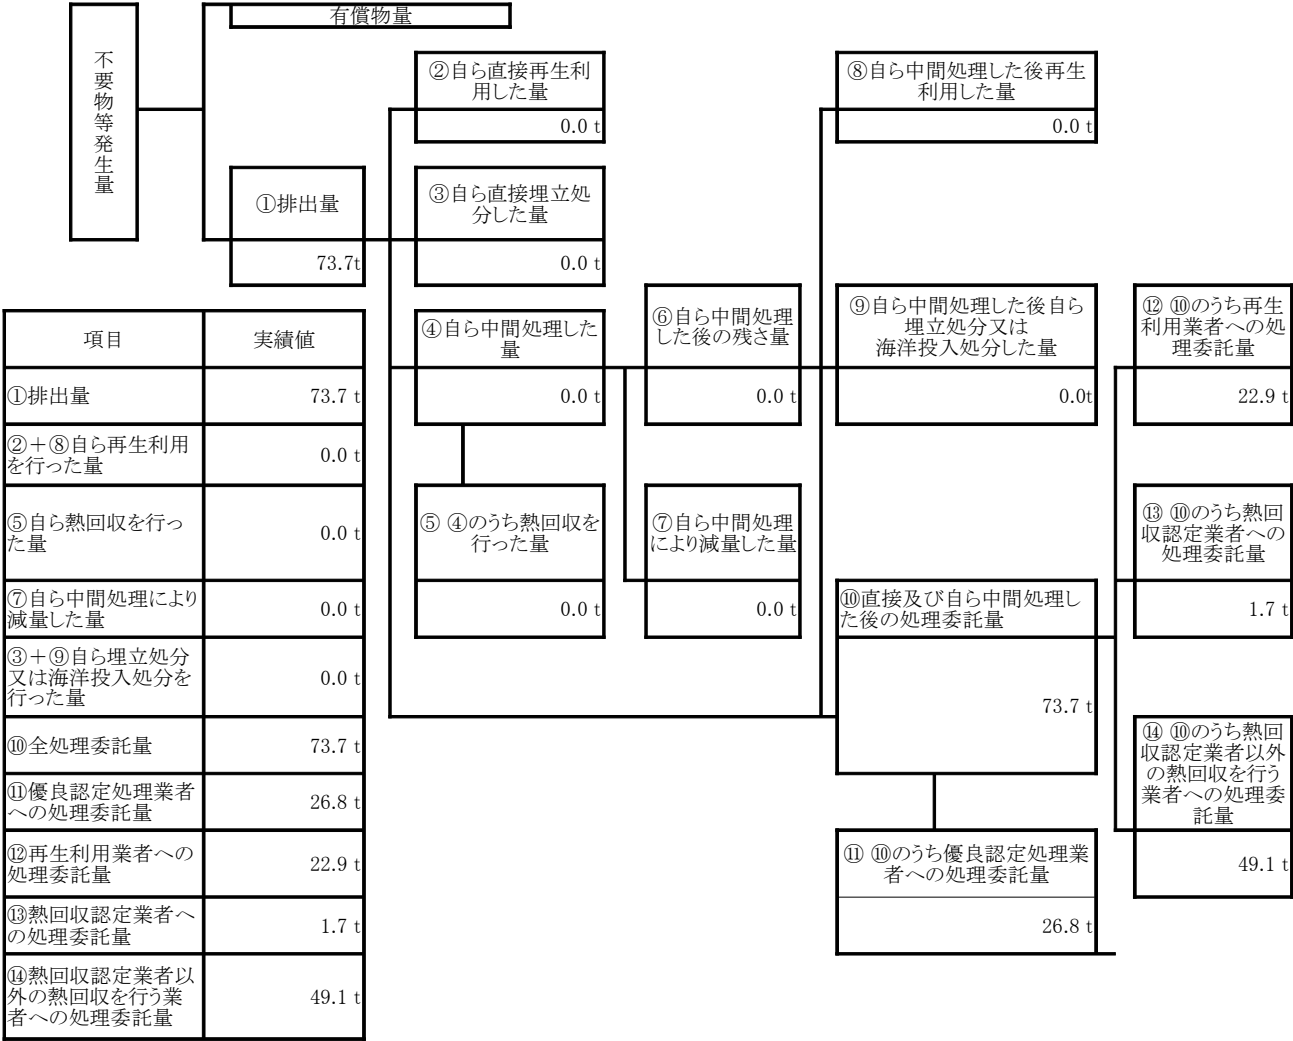 有償物量
不要物等発生量
②自ら直接再生利
用した量
0.0 t
⑧自ら中間処理した後再生
利用した量
0.0 t
①排出量
73.7t
③自ら直接埋立処
分した量
0.0 t
④自ら中間処理した
量
0.0 t
⑥自ら中間処理
した後の残さ量
0.0 t
⑨自ら中間処理した後自ら
埋立処分又は
海洋投入処分した量
0.0t
⑫ ⑩のうち再生
利用業者への処
理委託量
22.9 t
⑤ ④のうち熱回収を
行った量
0.0 t
⑦自ら中間処理
により減量した量
0.0 t
⑩直接及び自ら中間処理し
た後の処理委託量
73.7 t
⑬ ⑩のうち熱回
収認定業者への
処理委託量
1.7 t
⑭ ⑩のうち熱回
収認定業者以外
の熱回収を行う
業者への処理委
託量
49.1 t
⑪ ⑩のうち優良認定処理業
者への処理委託量
26.8 t
項目 実績値
①排出量 73.7 t
②＋⑧自ら再生利用
を行った量
0.0 t
⑤自ら熱回収を行っ
た量
0.0 t
⑦自ら中間処理により
減量した量
0.0 t
③＋⑨自ら埋立処分
又は海洋投入処分を
行った量
0.0 t
⑩全処理委託量 73.7 t
⑪優良認定処理業者
への処理委託量
26.8 t
⑫再生利用業者への
処理委託量
22.9 t
⑬熱回収認定業者へ
の処理委託量
1.7 t
⑭熱回収認定業者以
外の熱回収を行う業
者への処理委託量
49.1 t